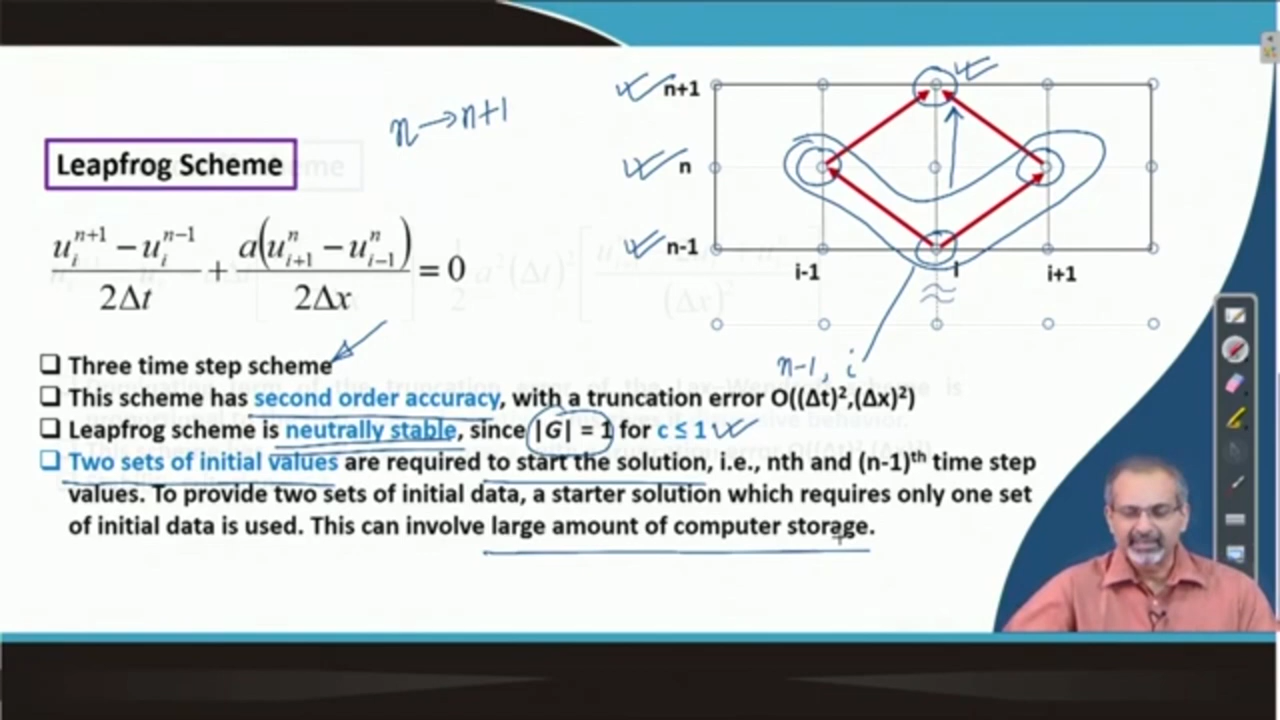 n → n+1
Leapfrog Scheme
n+1
n
n-1
i-1
i
i+1
n-1, i
\frac{u_i^{n+1} - u_i^{n-1}}{2Δt} + \frac{a(u_{i+1}^n - u_{i-1}^n)}{2Δx} = 0
❑ Three time step scheme
❑ This scheme has second order accuracy, with a truncation error O((Δt)²,(Δx)²)
❑ Leapfrog scheme is neutrally stable, since |G| = 1 for c ≤ 1
❑ Two sets of initial values are required to start the solution, i.e., nth and (n-1)ᵗʰ time step
values. To provide two sets of initial data, a starter solution which requires only one set
of initial data is used. This can involve large amount of computer storage.